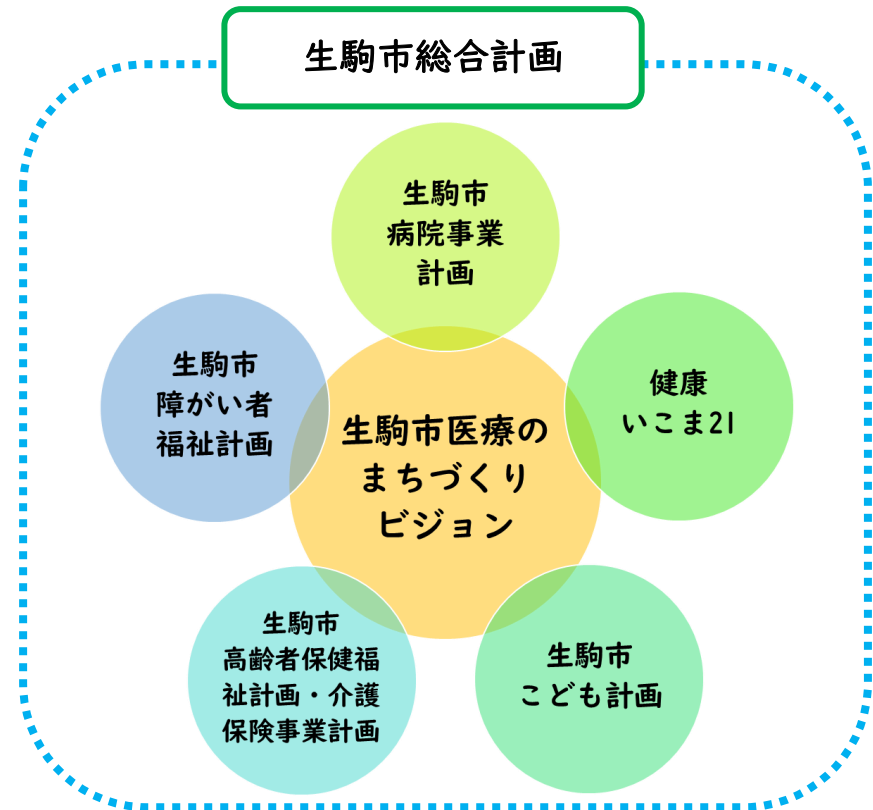 生駒市総合計画
生駒市
病院事業
計画
生駒市
障がい者
福祉計画
健康
いこま21
生駒市医療の
まちづくり
ビジョン
生駒市
高齢者保健福
祉計画・介護
保険事業計画
生駒市
こども計画